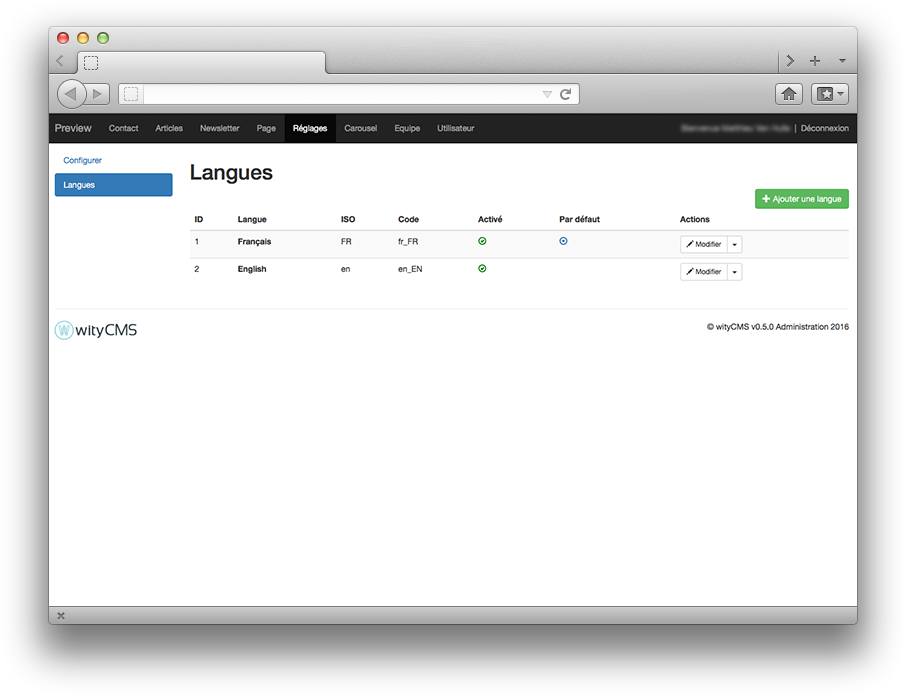 Preview Contact Articles Newsletter Page Réglages Carousel Equipe Utilisateur | Déconnexion
Configurer
Langues
Langues
Ajouter une langue
ID Langue ISO Code Activé Par défaut Actions
1 Français FR fr_FR Modifier
2 English en en_EN Modifier
W wityCMS
© wityCMS v0.5.0 Administration 2016